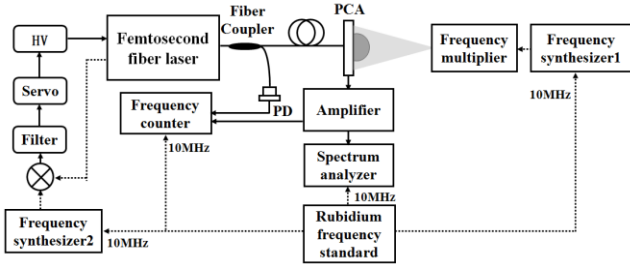 HV
Femtosecond
fiber laser
Fiber
Coupler
PCA
Frequency
multiplier
Frequency
synthesizer1
Servo
Frequency
counter
PD
Amplifier
10MHz
Filter
10MHz
Spectrum
analyzer
10MHz
Frequency
synthesizer2
10MHz
Rubidium
frequency
standard